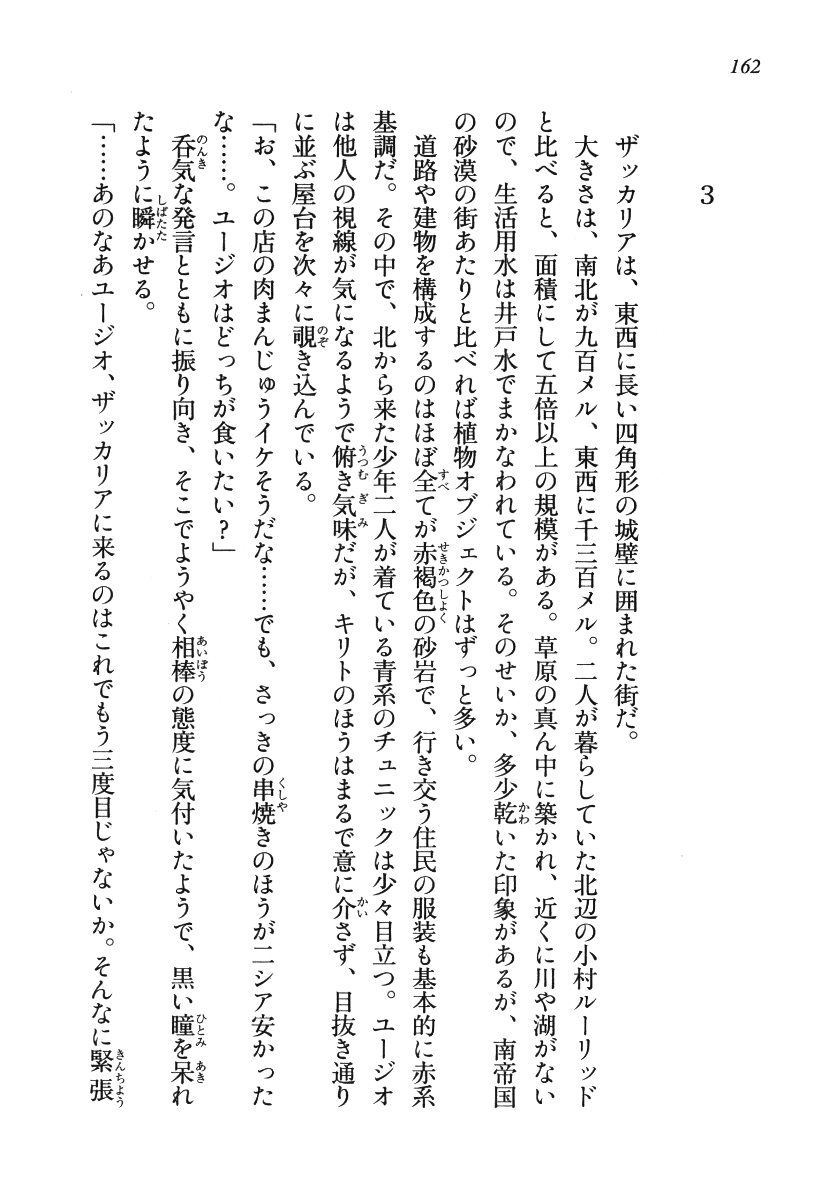 162
3
ザッカリアは、東西に長い四角形の城壁に囲まれた街だ。
大きさは、南北が九百メル、東西に千三百メル。二人が暮らしていた北辺の小村ルーリッド
と比べると、面積にして五倍以上の規模がある。草原の真ん中に築かれ、近くに川や湖がない
ので、生活用水は井戸水でまかなわれている。そのせいか、多少乾いた印象があるが、南帝国
の砂漠の街あたりと比べれば植物オブジェクトはずっと多い。
道路や建物を構成するのはほぼ全てが赤褐色の砂岩で、行き交う住民の服装も基本的に赤系
基調だ。その中で、北から来た少年二人が着ている青系のチュニックは少々目立つ。ユージオ
は他人の視線が気になるようで俯き気味だが、キリトのほうはまるで意に介さず、目抜き通り
に並ぶ屋台を次々に覗き込んでいる。
「お、この店の肉まんじゅうイケそうだな……でも、さっきの串焼きのほうが二シア安かった
な……。ユージオはどっちが食いたい？」
呑気な発言とともに振り向き、そこでようやく相棒の態度に気付いたようで、黒い瞳を呆れ
たように瞬かせる。
「……あのなあユージオ、ザッカリアに来るのはこれでもう三度目じゃないか。そんなに緊張